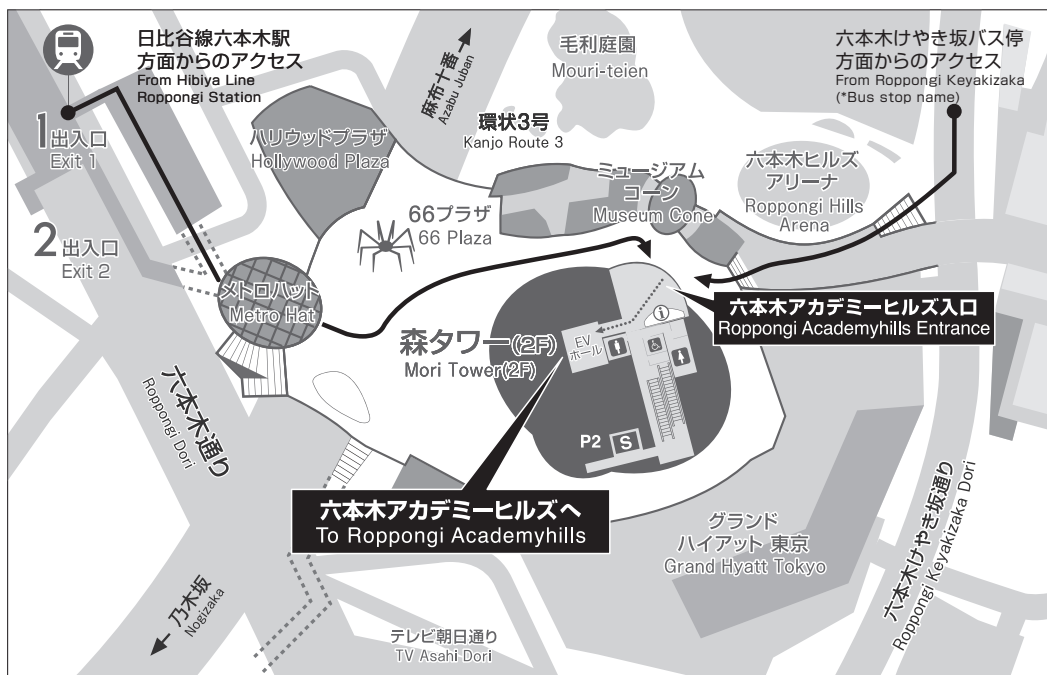 日比谷線六本木駅
方面からのアクセス
From Hibiya Line
Roppongi Station
麻布十番
Azabu Juban
毛利庭園
Mouri-teien
六本木けやき坂バス停
方面からのアクセス
From Roppongi Keyakizaka
(*Bus stop name)
1出入口
Exit 1
ハリウッドプラザ
Hollywood Plaza
環状3号
Kanjo Route 3
ミュージアム
コーン
Museum Cone
六本木ヒルズ
アリーナ
Roppongi Hills
Arena
66プラザ
66 Plaza
2出入口
Exit 2
メトロハット
Metro Hat
六本木アカデミーヒルズ入口
Roppongi Academyhills Entrance
森タワー(2F)
Mori Tower(2F)
EV
ホール
i
六本木通り
Roppongi Dori
P2
S
六本木アカデミーヒルズへ
To Roppongi Academyhills
グランド
ハイアット 東京
Grand Hyatt Tokyo
六本木けやき坂通り
Roppongi Keyakizaka Dori
乃木坂
Nogizaka
テレビ朝日通り
TV Asahi Dori